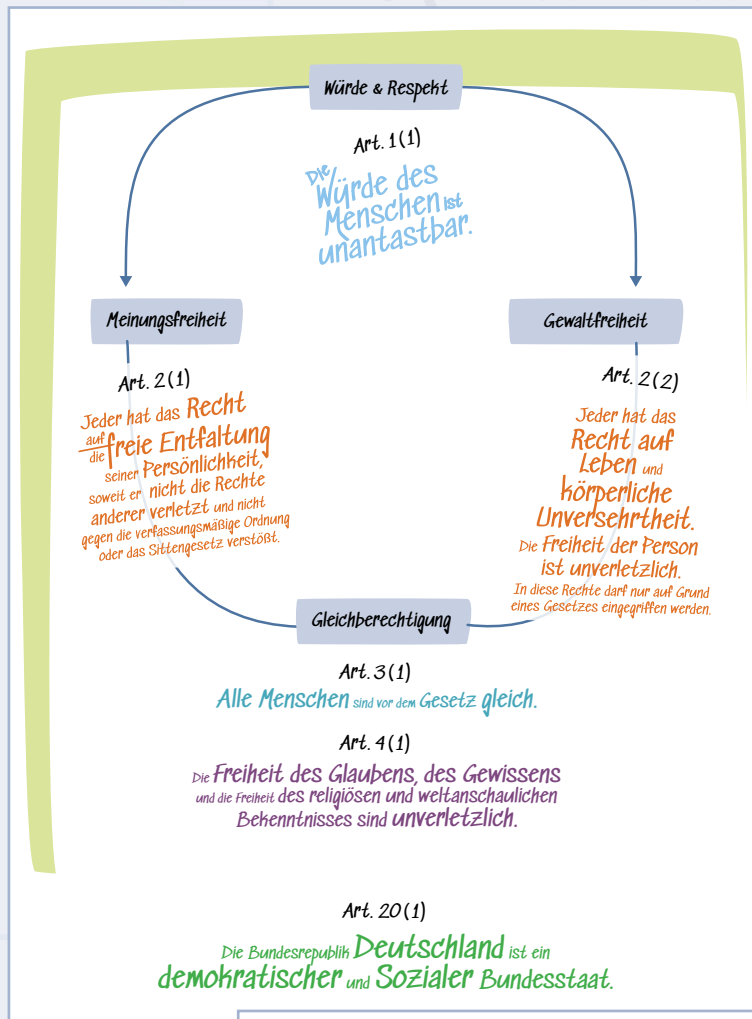 Würde & Respekt
Art. 1(1)
Die
Würde des
Menschen ist
unantastbar.
Meinungsfreiheit
Art. 2(1)
Jeder hat das Recht
auf
die freie Entfaltung
seiner Persönlichkeit,
soweit er nicht die Rechte
anderer verletzt und nicht
gegen die verfassungsmäßige Ordnung
oder das Sittengesetz verstößt.
Gewaltfreiheit
Art. 2(2)
Jeder hat das
Recht auf
Leben und
körperliche
Unversehrtheit.
Die Freiheit der Person
ist unverletzlich.
In diese Rechte darf nur auf Grund
eines Gesetzes eingegriffen werden.
Gleichberechtigung
Art. 3(1)
Alle Menschen sind vor dem Gesetz gleich.
Art. 4(1)
Die Freiheit des Glaubens, des Gewissens
und die Freiheit des religiösen und weltanschaulichen
Bekenntnisses sind unverletzlich.
Art. 20(1)
Die Bundesrepublik Deutschland ist ein
demokratischer und Sozialer Bundesstaat.